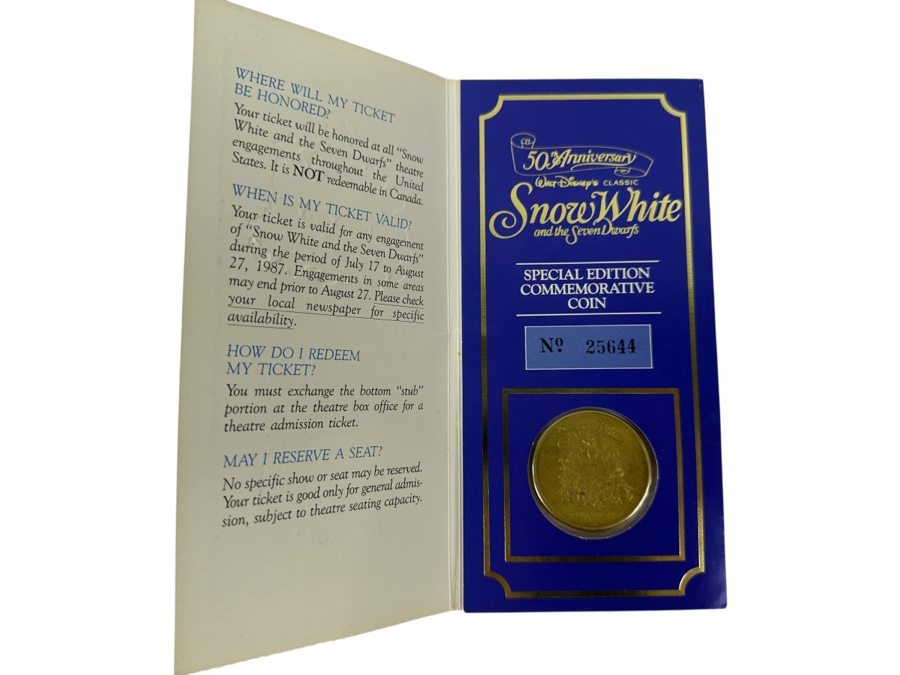 WHERE WILL MY TICKET
BE HONORED?
Your ticket will be honored at all "Snow
White and the Seven Dwarfs" theatre
engagements throughout the United
States. It is NOT redeemable in Canada.
WHEN IS MY TICKET VALID?
Your ticket is valid for any engagement
of "Snow White and the Seven Dwarfs"
during the period of July 17 to August
27, 1987. Engagements in some areas
may end prior to August 27. Please check
your local newspaper for specific
availability.
HOW DO I REDEEM
MY TICKET?
You must exchange the bottom "stub"
portion at the theatre box office for a
theatre admission ticket.
MAY I RESERVE A SEAT?
No specific show or seat may be reserved.
Your ticket is good only for general admis-
sion, subject to theatre seating capacity.
50th Anniversary
WALT DISNEY'S CLASSIC
Snow White
and the Seven Dwarfs
SPECIAL EDITION
COMMEMORATIVE
COIN
Nº 25644